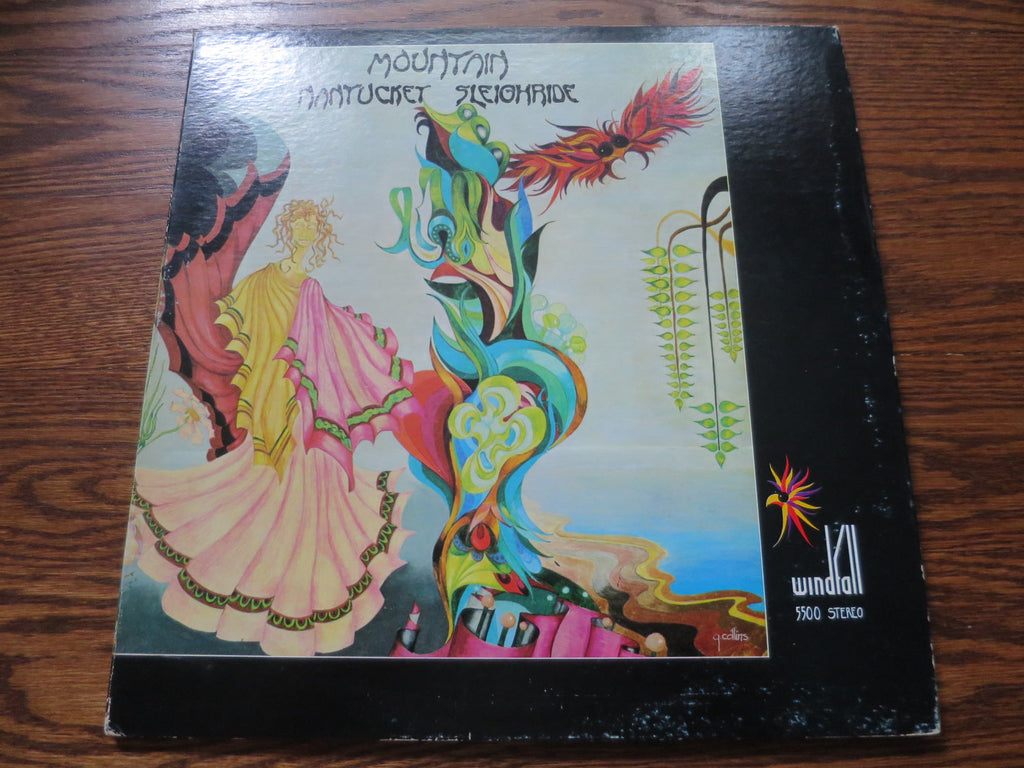 MOUNTAIN
NANTUCKET SLEIGHRIDE
windfall
5500 STEREO
g.collins